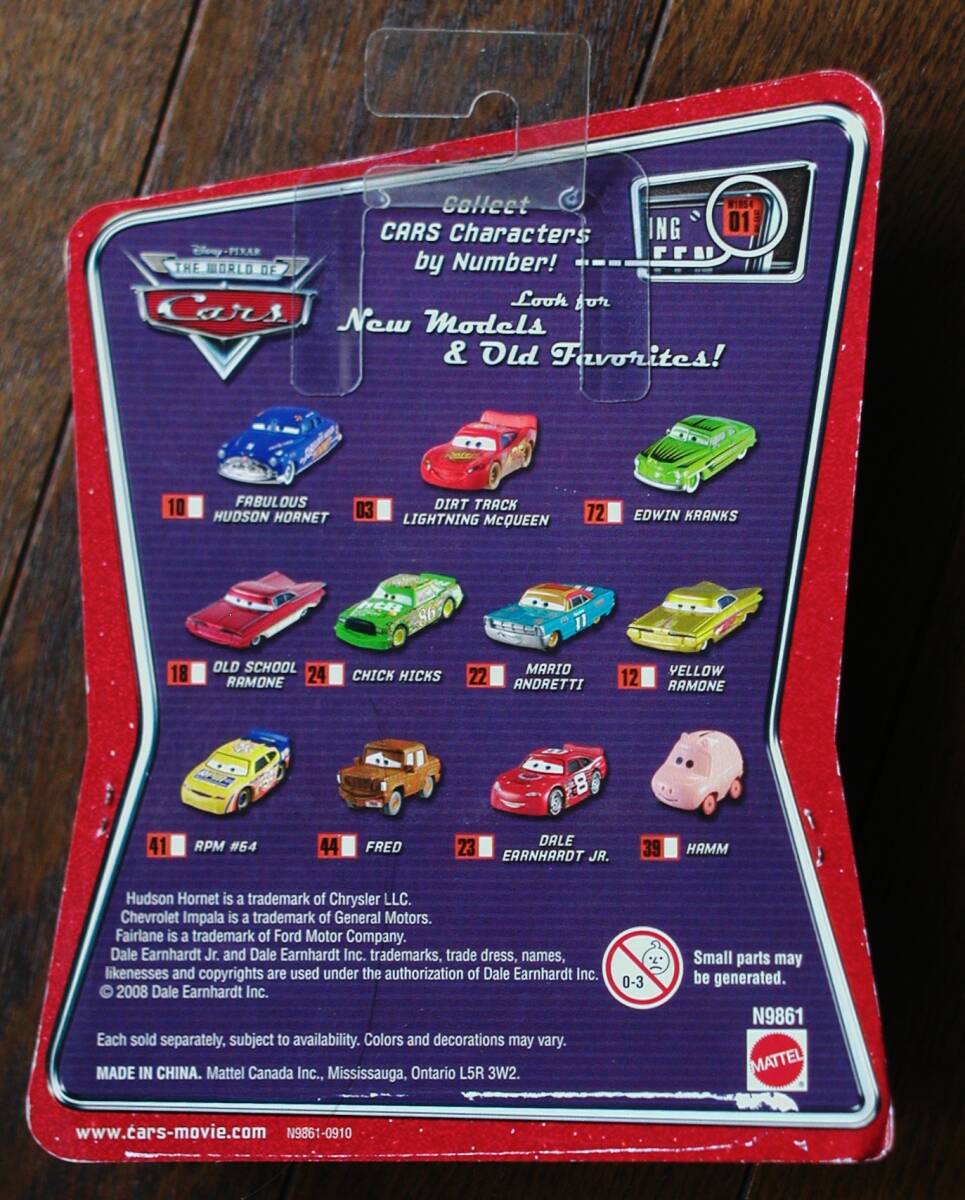 Collect
CARS Characters
by Number!
ING
EEN
N1054
01
Disney · PIXAR
THE WORLD OF
Cars
Look for
New Models
& Old Favorites!
10 FABULOUS
HUDSON HORNET
03 DIRT TRACK
LIGHTNING McQUEEN
72 EDWIN KRANKS
18 OLD SCHOOL
RAMONE
24 CHICK HICKS
22 MARIO
ANDRETTI
12 YELLOW
RAMONE
86
11
41 RPM #64
44 FRED
23 DALE
EARNHARDT JR.
8
39 HAMM
Hudson Hornet is a trademark of Chrysler LLC.
Chevrolet Impala is a trademark of General Motors.
Fairlane is a trademark of Ford Motor Company.
Dale Earnhardt Jr. and Dale Earnhardt Inc. trademarks, trade dress, names,
likenesses and copyrights are used under the authorization of Dale Earnhardt Inc.
© 2008 Dale Earnhardt Inc.
0-3
Small parts may
be generated.
N9861
MATTEL
®
Each sold separately, subject to availability. Colors and decorations may vary.
MADE IN CHINA. Mattel Canada Inc., Mississauga, Ontario L5R 3W2.
www.cars-movie.com N9861-0910